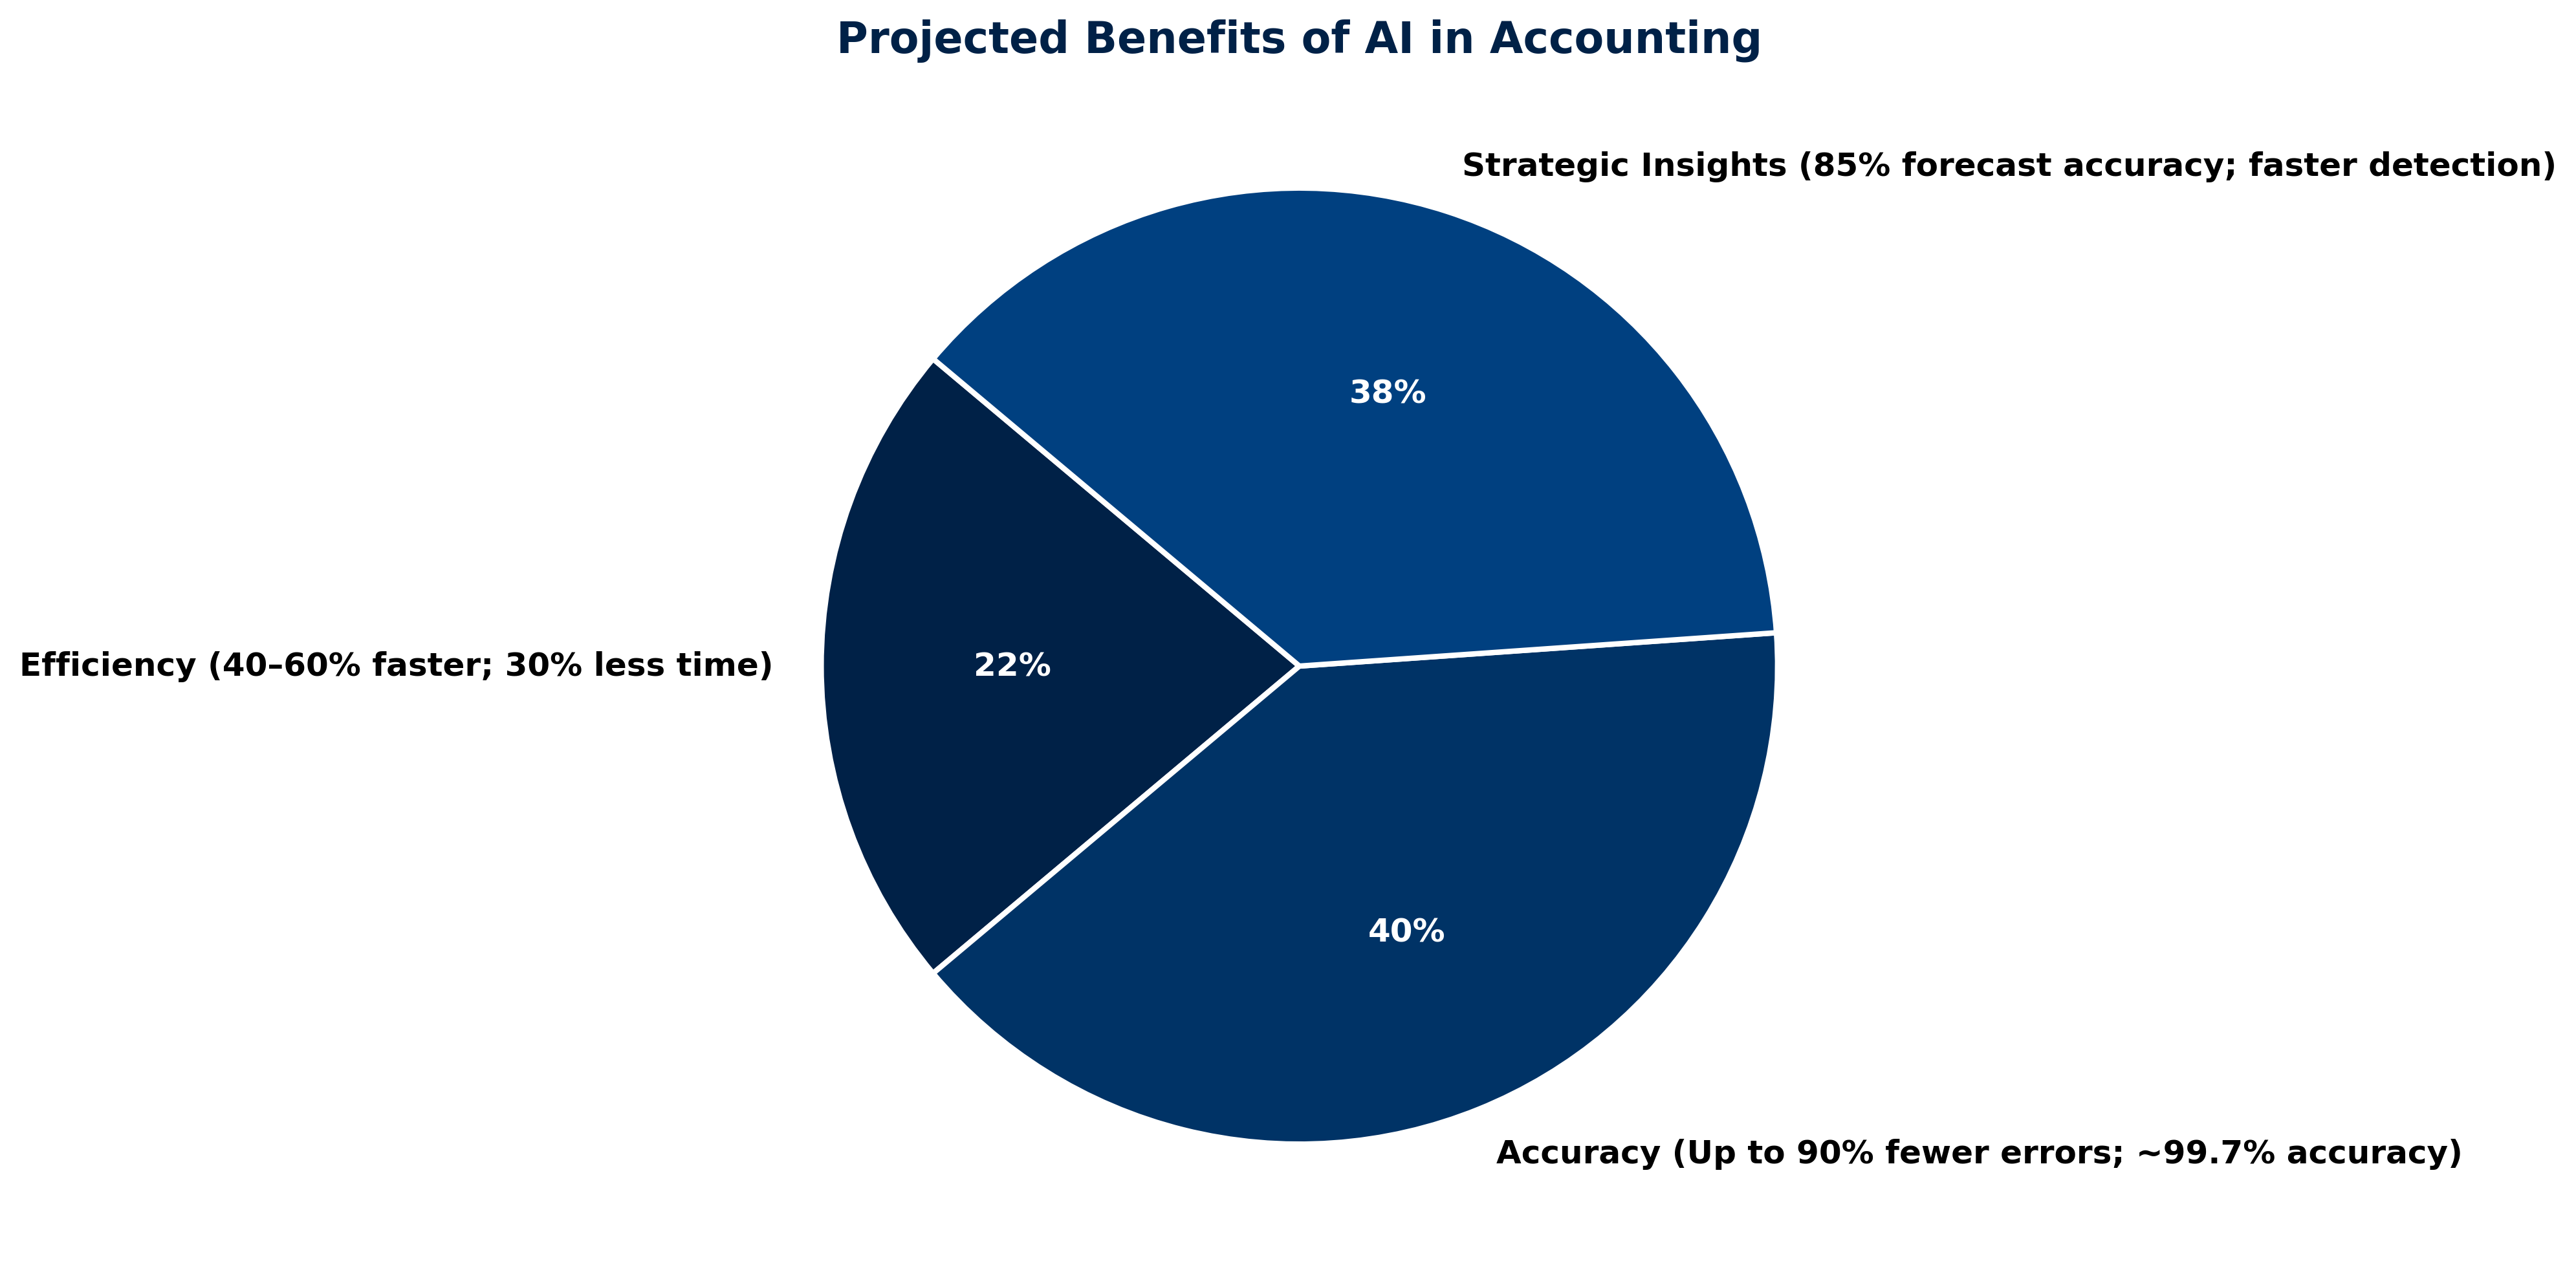 Projected Benefits of AI in Accounting
Strategic Insights (85% forecast accuracy; faster detection)
38%
Efficiency (40–60% faster; 30% less time)
22%
40%
Accuracy (Up to 90% fewer errors; ~99.7% accuracy)